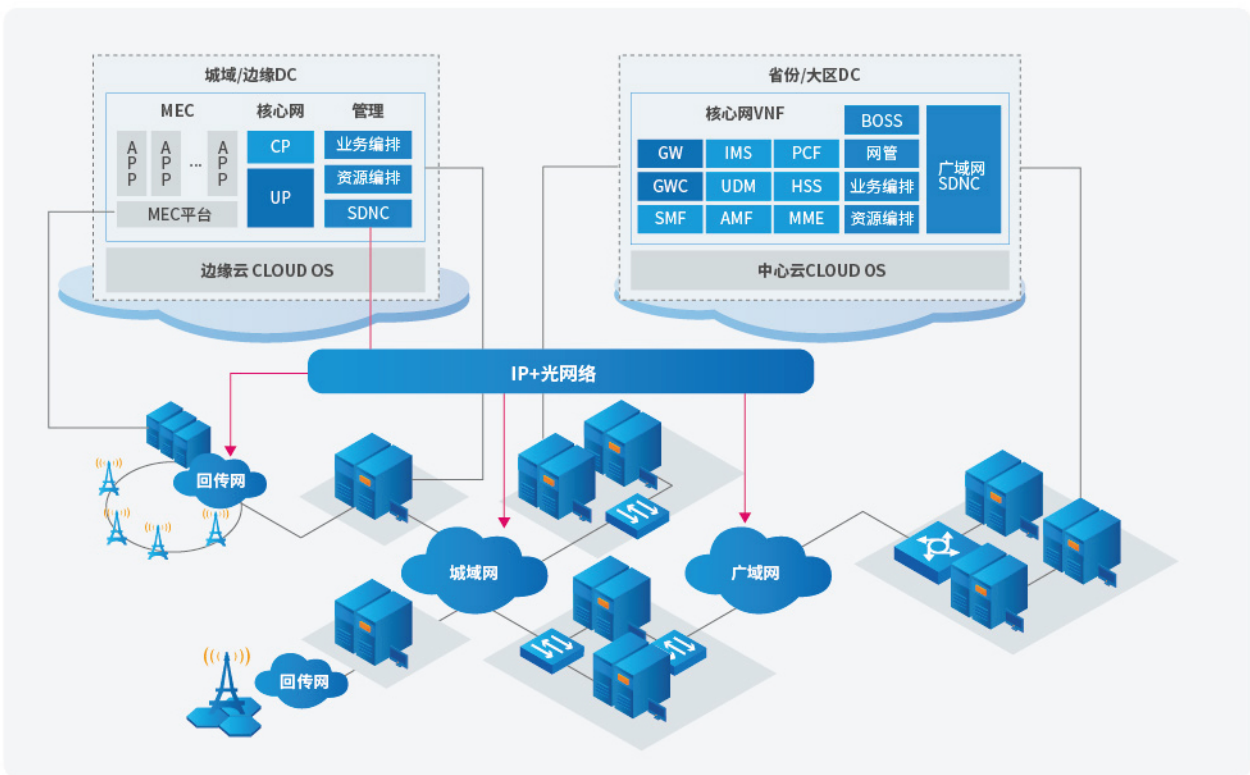 城域/边缘DC
MEC
核心网
管理
APP
APP
...
APP
MEC平台
CP
UP
业务编排
资源编排
SDNC
边缘云 CLOUD OS
省份/大区DC
核心网VNF
GW
IMS
PCF
GWC
UDM
HSS
SMF
AMF
MME
BOSS
网管
业务编排
资源编排
广域网
SDNC
中心云CLOUD OS
IP+光网络
回传网
城域网
广域网
回传网